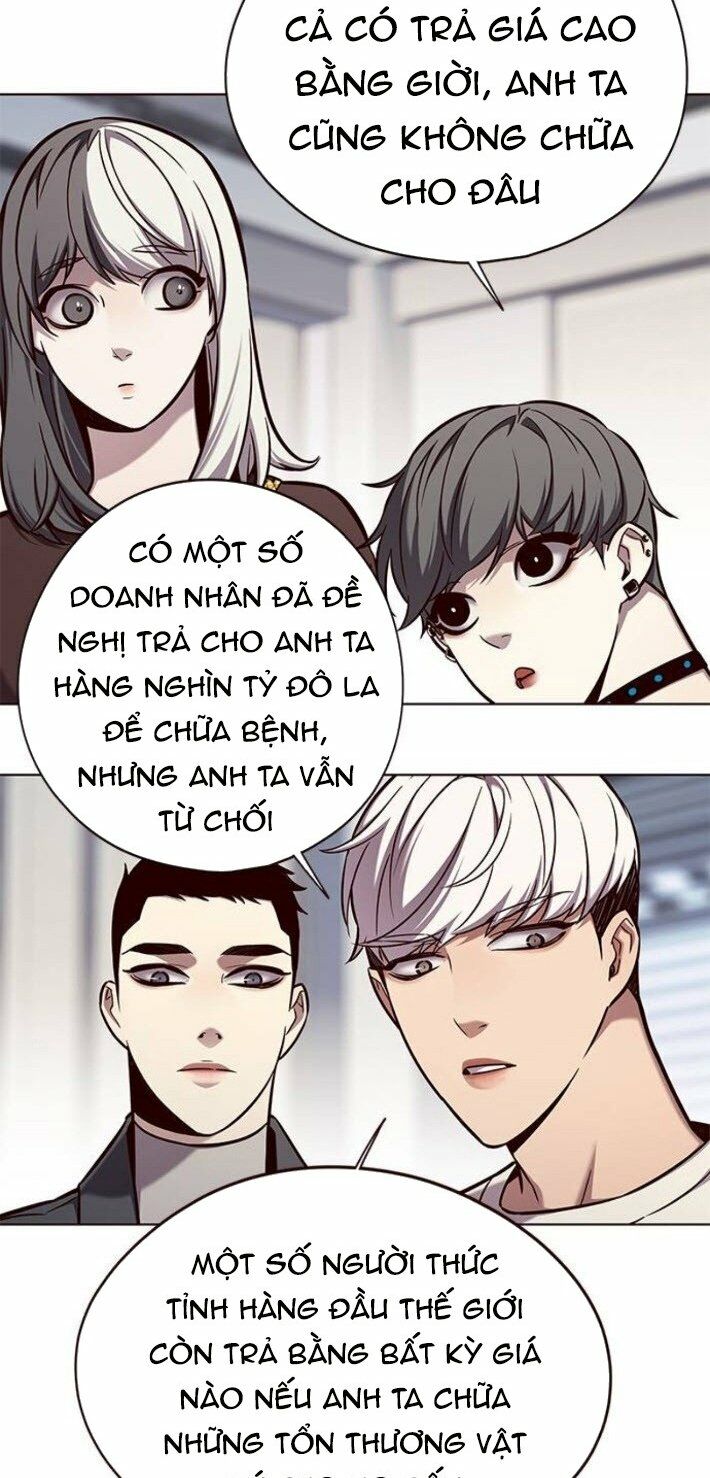 CẢ CÓ TRẢ GIÁ CAO
BẰNG GIỜI, ANH TA
CŨNG KHÔNG CHỮA
CHO ĐÂU
CÓ MỘT SỐ
DOANH NHÂN ĐÃ ĐỀ
NGHỊ TRẢ CHO ANH TA
HÀNG NGHÌN TỶ ĐÔ LA
ĐỂ CHỮA BỆNH,
NHƯNG ANH TA VẪN
TỪ CHỐI
MỘT SỐ NGƯỜI THỨC
TỈNH HÀNG ĐẦU THẾ GIỚI
CÒN TRẢ BẰNG BẤT KỲ GIÁ
NÀO NẾU ANH TA CHỮA
NHỮNG TỔN THƯƠNG VẬT